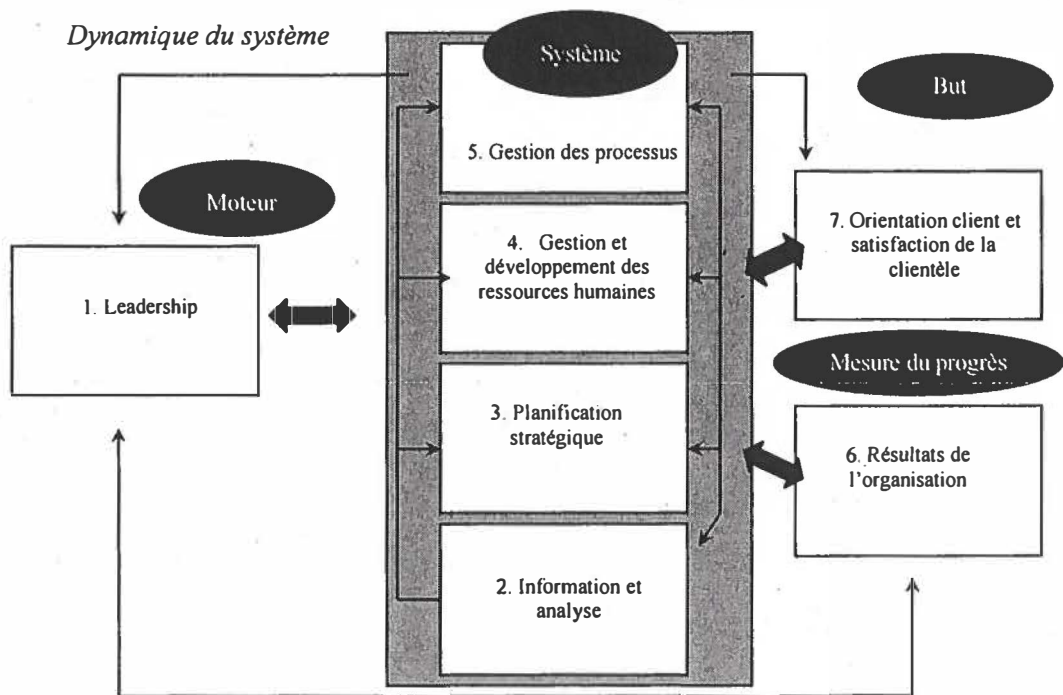 Dynamique du système
Système
But
5. Gestion des processus
Moteur
4. Gestion et
développement des
ressources humaines
7. Orientation client et
satisfaction de la
clientèle
1. Leadership
Mesure du progrès
3. Planification
stratégique
6. Résultats de
l'organisation
2. Information et
analyse